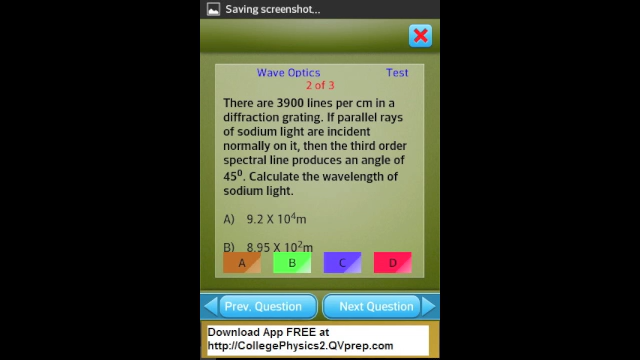 Saving screenshot...
Wave Optics Test
2 of 3
There are 3900 lines per cm in a
diffraction grating. If parallel rays
of sodium light are incident
normally on it, then the third order
spectral line produces an angle of
45⁰. Calculate the wavelength of
sodium light.
A) 9.2 X 10⁴m
B) 8.95 X 10²m
A B C D
Prev. Question Next Question
Download App FREE at
http://CollegePhysics2.QVprep.com